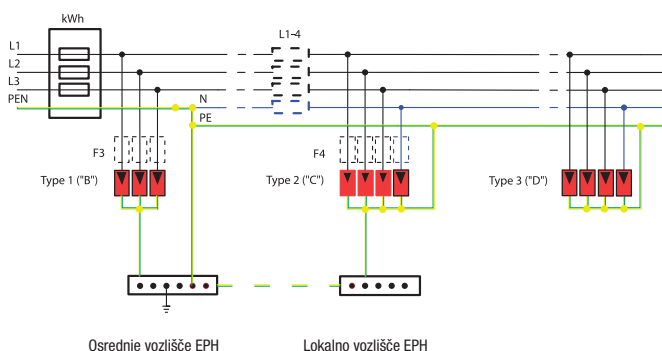 kWh
L1-4
L1
L2
L3
PEN
N
PE
F3
F4
Type 1 ("B")
Type 2 ("C")
Type 3 ("D")
Osrednie vozlišče EPH
Lokalno vozlišče EPH